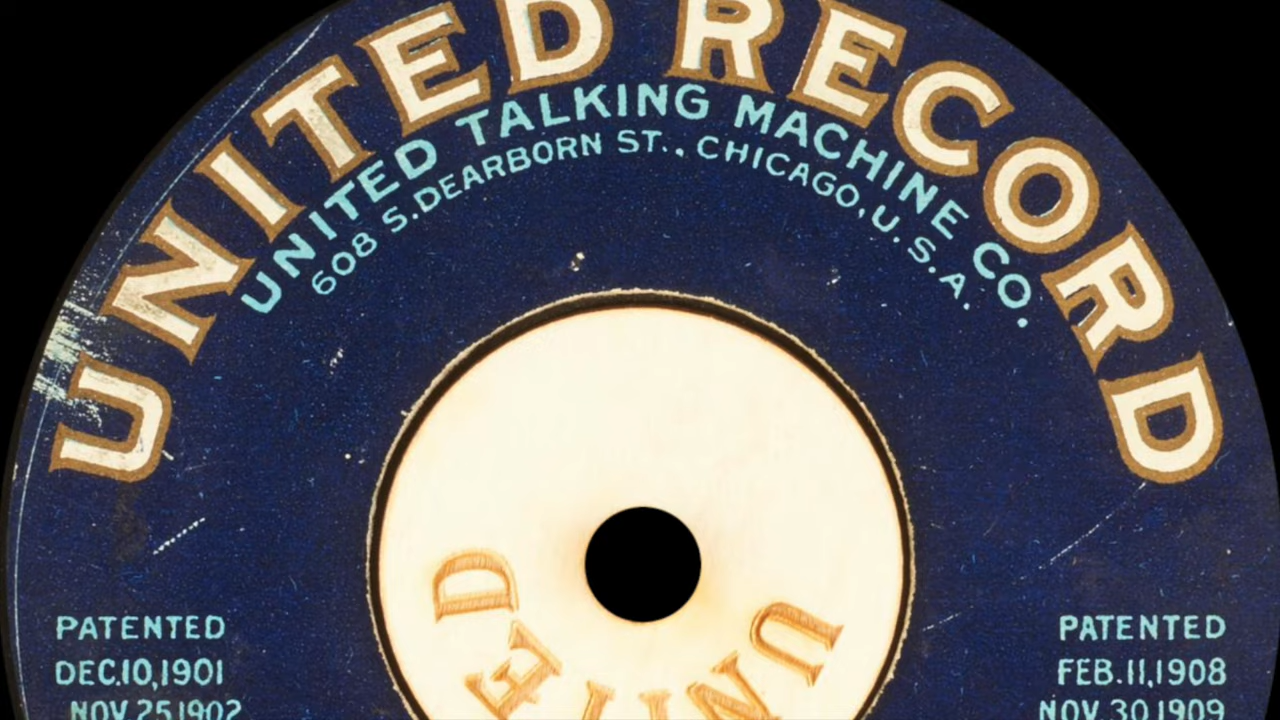 UNITED RECORD
UNITED TALKING MACHINE CO.
608 S. DEARBORN ST., CHICAGO, U.S.A.
PATENTED
DEC.10,1901
NOV.25,1902
PATENTED
FEB.11,1908
NOV.30,1909
UNITED